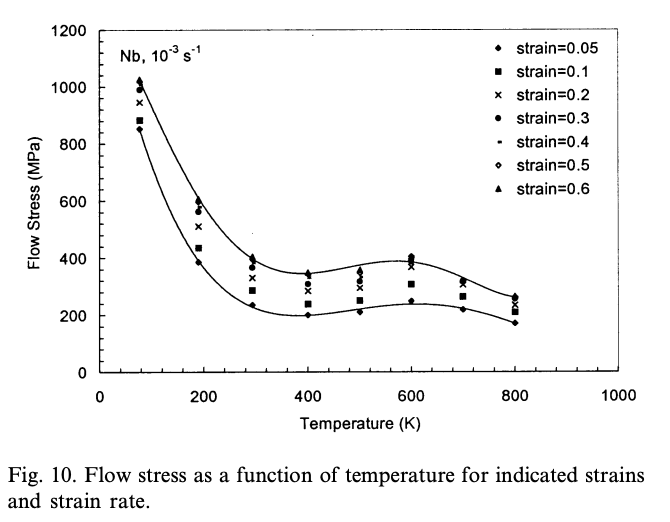 1200
1000
800
600
400
200
0
Flow Stress (MPa)
Nb, 10⁻³ s⁻¹
strain=0.05
strain=0.1
strain=0.2
strain=0.3
strain=0.4
strain=0.5
strain=0.6
0 200 400 600 800 1000
Temperature (K)
Fig. 10. Flow stress as a function of temperature for indicated strains
and strain rate.